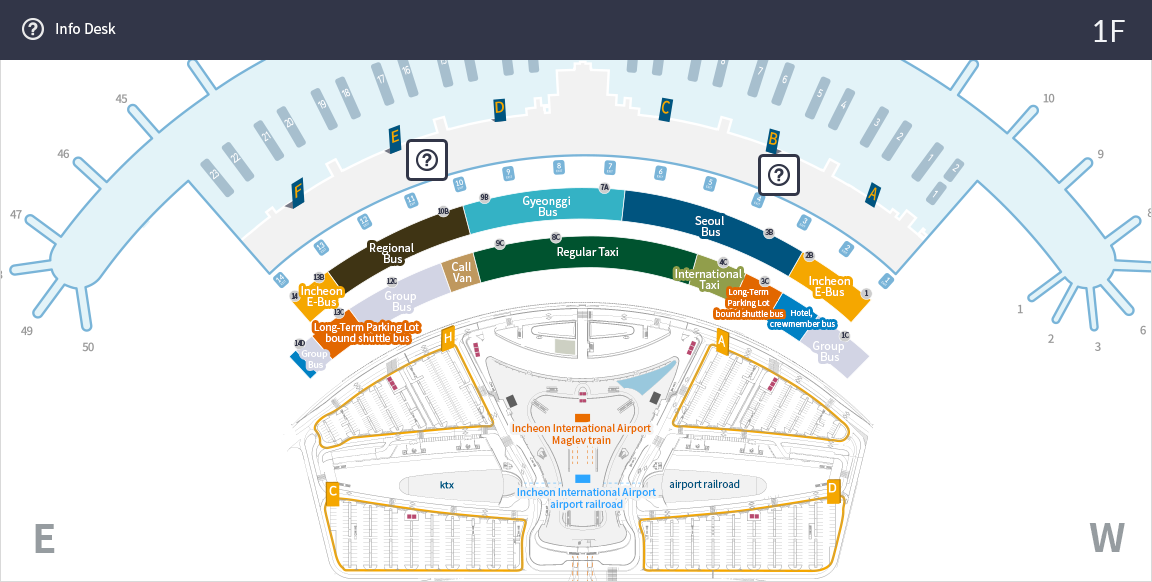 Info Desk
1F
45
46
47
49
50
10
9
1
2
3
6
23
22
21
20
19
18
17
16
8
7
6
5
4
3
2
1
2
1
F
E
D
C
B
A
14
13
12
11
10
9
8
7
6
5
4
3
2
1
7A
9B
10B
3B
2B
13B
14
1
Gyeonggi
Bus
Seoul
Bus
Regional
Bus
Incheon
E-Bus
Incheon
E-Bus
8C
9C
4C
3C
12C
13C
14D
1C
Regular Taxi
Call
Van
International
Taxi
Group
Bus
Long-Term
Parking Lot
bound shuttle bus
Hotel,
crewmember bus
Long-Term Parking Lot
bound shuttle bus
Group
Bus
Group
Bus
H
A
Incheon International Airport
Maglev train
ktx
airport railroad
Incheon International Airport
airport railroad
C
D
E
W